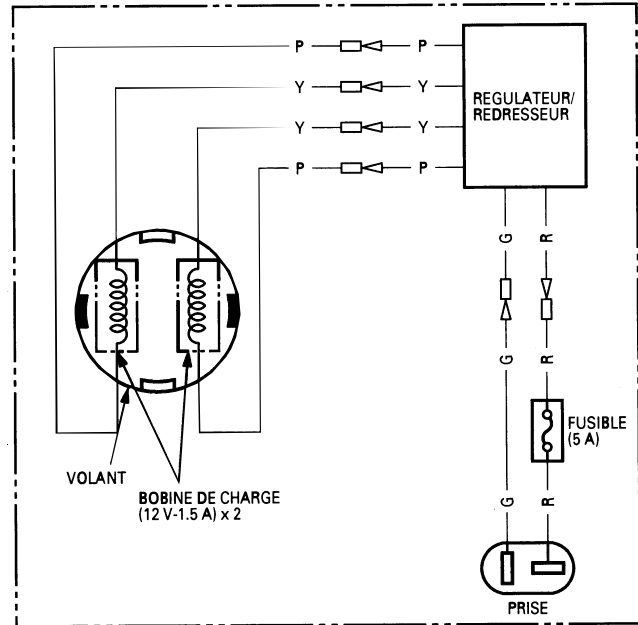 P P
Y Y
Y Y
P P
REGULATEUR/
REDRESSEUR
G R
G R
FUSIBLE
(5 A)
G R
VOLANT
BOBINE DE CHARGE
(12 V-1.5 A) x 2
PRISE